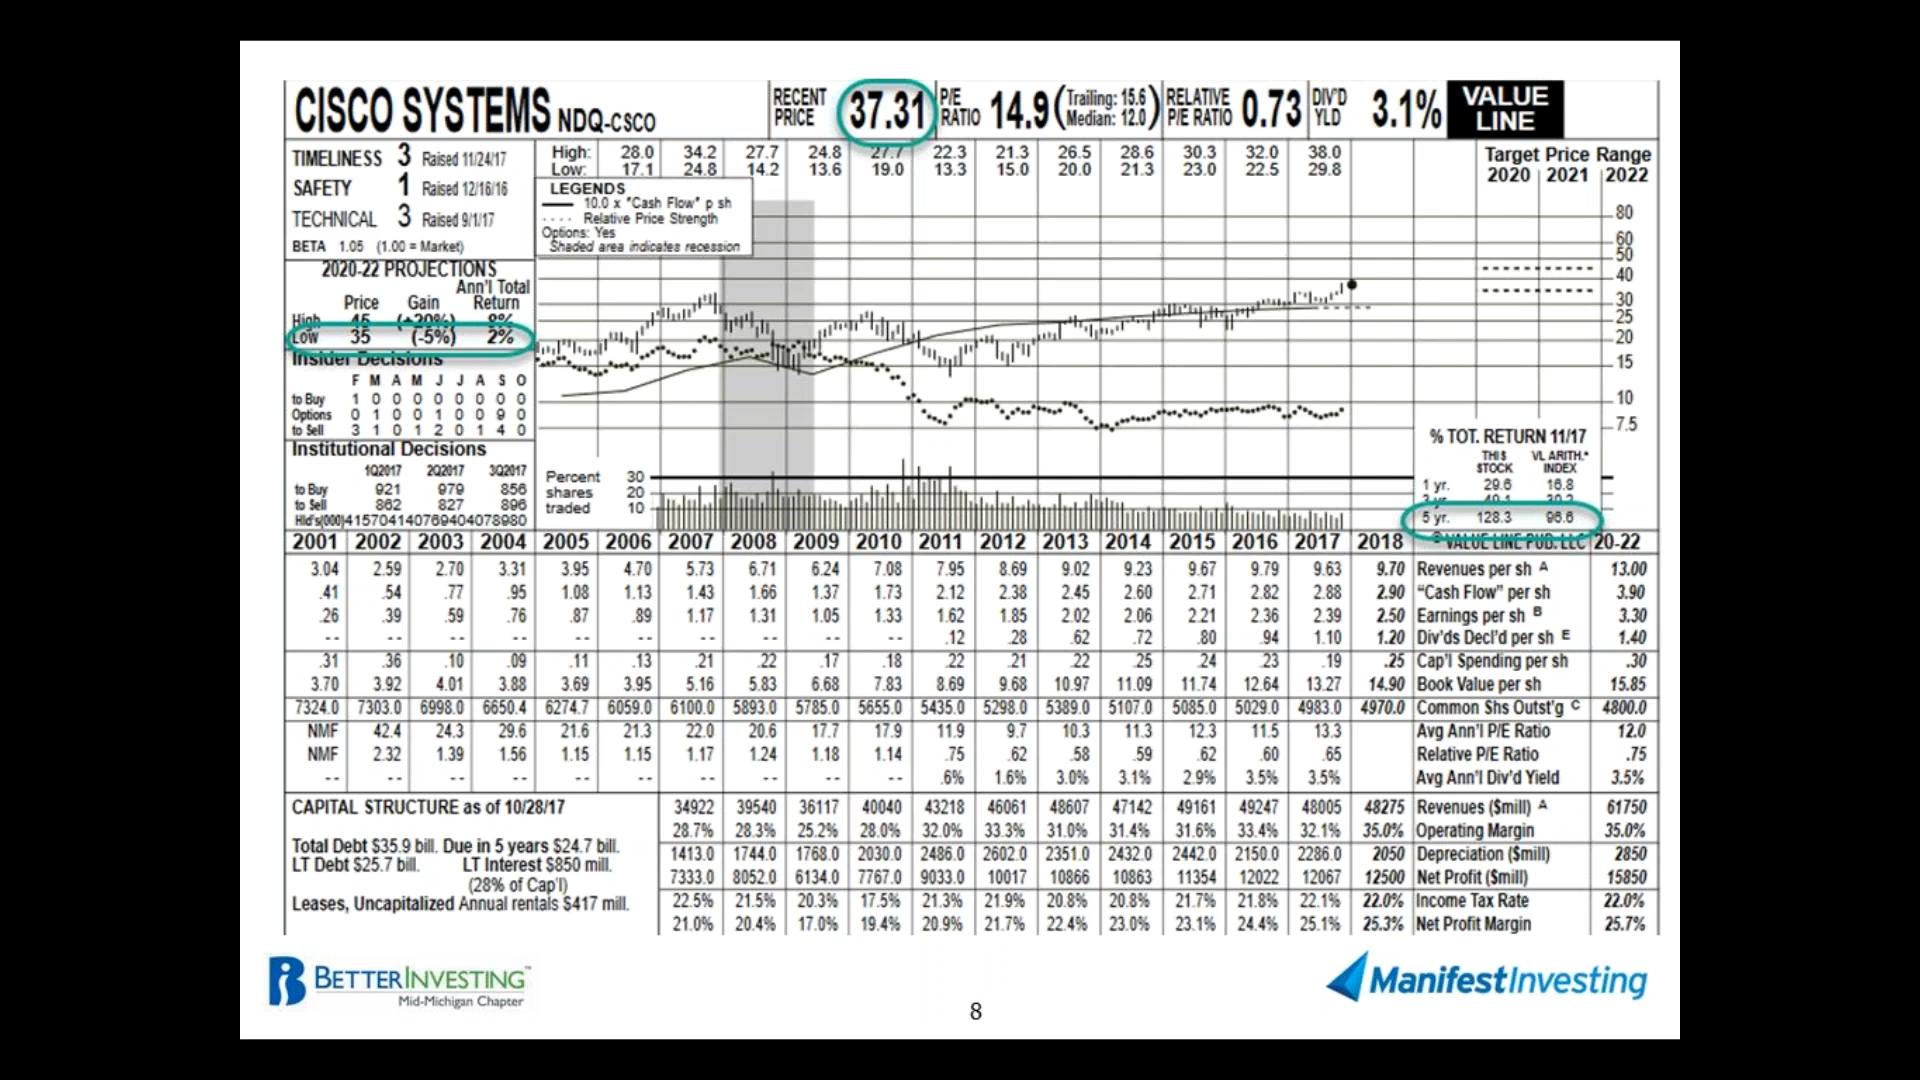 CISCO SYSTEMS NDQ-CSCO RECENT PRICE 37.31 P/E RATIO 14.9 (Trailing: 15.6 Median: 12.0) RELATIVE P/E RATIO 0.73 DIV'D YLD 3.1% VALUE LINE
TIMELINESS 3 Raised 11/24/17
SAFETY 1 Raised 12/16/16
TECHNICAL 3 Raised 9/1/17
BETA 1.05 (1.00 = Market)
High: 28.0 34.2 27.7 24.8 27.7 22.3 21.3 26.5 28.6 30.3 32.0 38.0
Low: 17.1 24.8 14.2 13.6 19.0 13.3 15.0 20.0 21.3 23.0 22.5 29.8
Target Price Range
2020 2021 2022
LEGENDS
10.0 x "Cash Flow" p sh
Relative Price Strength
Options: Yes
Shaded area indicates recession
80
60
50
40
30
25
20
15
10
7.5
2020-22 PROJECTIONS
Ann'l Total
Price Gain Return
High 45 (+20%) 8%
Low 35 (-5%) 2%
Insider Decisions
F M A M J J A S O
to Buy 1 0 0 0 0 0 0 0 0
Options 0 1 0 0 1 0 0 9 0
to Sell 3 1 0 1 2 0 1 4 0
Institutional Decisions
1Q2017 2Q2017 3Q2017
to Buy 921 979 856
to Sell 862 827 896
Hld's(000) 4157041 4076940 4078980
Percent shares traded
30
20
10
% TOT. RETURN 11/17
THIS STOCK VL ARITH.* INDEX
1 yr. 29.6 16.8
3 yr. 49.1 30.2
5 yr. 128.3 96.6
2001 2002 2003 2004 2005 2006 2007 2008 2009 2010 2011 2012 2013 2014 2015 2016 2017 2018 © VALUE LINE PUB. LLC 20-22
3.04 2.59 2.70 3.31 3.95 4.70 5.73 6.71 6.24 7.08 7.95 8.69 9.02 9.23 9.67 9.79 9.63 9.70 Revenues per sh A 13.00
.41 .54 .77 .95 1.08 1.13 1.43 1.66 1.37 1.73 2.12 2.38 2.45 2.60 2.71 2.82 2.88 2.90 "Cash Flow" per sh 3.90
.26 .39 .59 .76 .87 .89 1.17 1.31 1.05 1.33 1.62 1.85 2.02 2.06 2.21 2.36 2.39 2.50 Earnings per sh B 3.30
-- -- -- -- -- -- -- -- -- -- .12 .28 .62 .72 .80 .94 1.10 1.20 Div'ds Decl'd per sh E 1.40
.31 .36 .10 .09 .11 .13 .21 .22 .17 .18 .22 .21 .22 .25 .24 .23 .19 .25 Cap'l Spending per sh .30
3.70 3.92 4.01 3.88 3.69 3.95 5.16 5.83 6.68 7.83 8.69 9.68 10.97 11.09 11.74 12.64 13.27 14.90 Book Value per sh 15.85
7324.0 7303.0 6998.0 6650.4 6274.7 6059.0 6100.0 5893.0 5785.0 5655.0 5435.0 5298.0 5389.0 5107.0 5085.0 5029.0 4983.0 4970.0 Common Shs Outst'g C 4800.0
NMF 42.4 24.3 29.6 21.6 21.3 22.0 20.6 17.7 17.9 11.9 9.7 10.3 11.3 12.3 11.5 13.3 Avg Ann'l P/E Ratio 12.0
NMF 2.32 1.39 1.56 1.15 1.15 1.17 1.24 1.18 1.14 .75 .62 .58 .59 .62 .60 .65 Relative P/E Ratio .75
-- -- -- -- -- -- -- -- -- -- .6% 1.6% 3.0% 3.1% 2.9% 3.5% 3.5% Avg Ann'l Div'd Yield 3.5%
CAPITAL STRUCTURE as of 10/28/17
Total Debt $35.9 bill. Due in 5 years $24.7 bill.
LT Debt $25.7 bill. LT Interest $850 mill.
(28% of Cap'l)
Leases, Uncapitalized Annual rentals $417 mill.
34922 39540 36117 40040 43218 46061 48607 47142 49161 49247 48005 48275 Revenues ($mill) A 61750
28.7% 28.3% 25.2% 28.0% 32.0% 33.3% 31.0% 31.4% 31.6% 33.4% 32.1% 35.0% Operating Margin 35.0%
1413.0 1744.0 1768.0 2030.0 2486.0 2602.0 2351.0 2432.0 2442.0 2150.0 2286.0 2050 Depreciation ($mill) 2850
7333.0 8052.0 6134.0 7767.0 9033.0 10017 10866 10863 11354 12022 12067 12500 Net Profit ($mill) 15850
22.5% 21.5% 20.3% 17.5% 21.3% 21.9% 20.8% 20.8% 21.7% 21.8% 22.1% 22.0% Income Tax Rate 22.0%
21.0% 20.4% 17.0% 19.4% 20.9% 21.7% 22.4% 23.0% 23.1% 24.4% 25.1% 25.3% Net Profit Margin 25.7%
BETTERINVESTING™
Mid-Michigan Chapter
8
ManifestInvesting